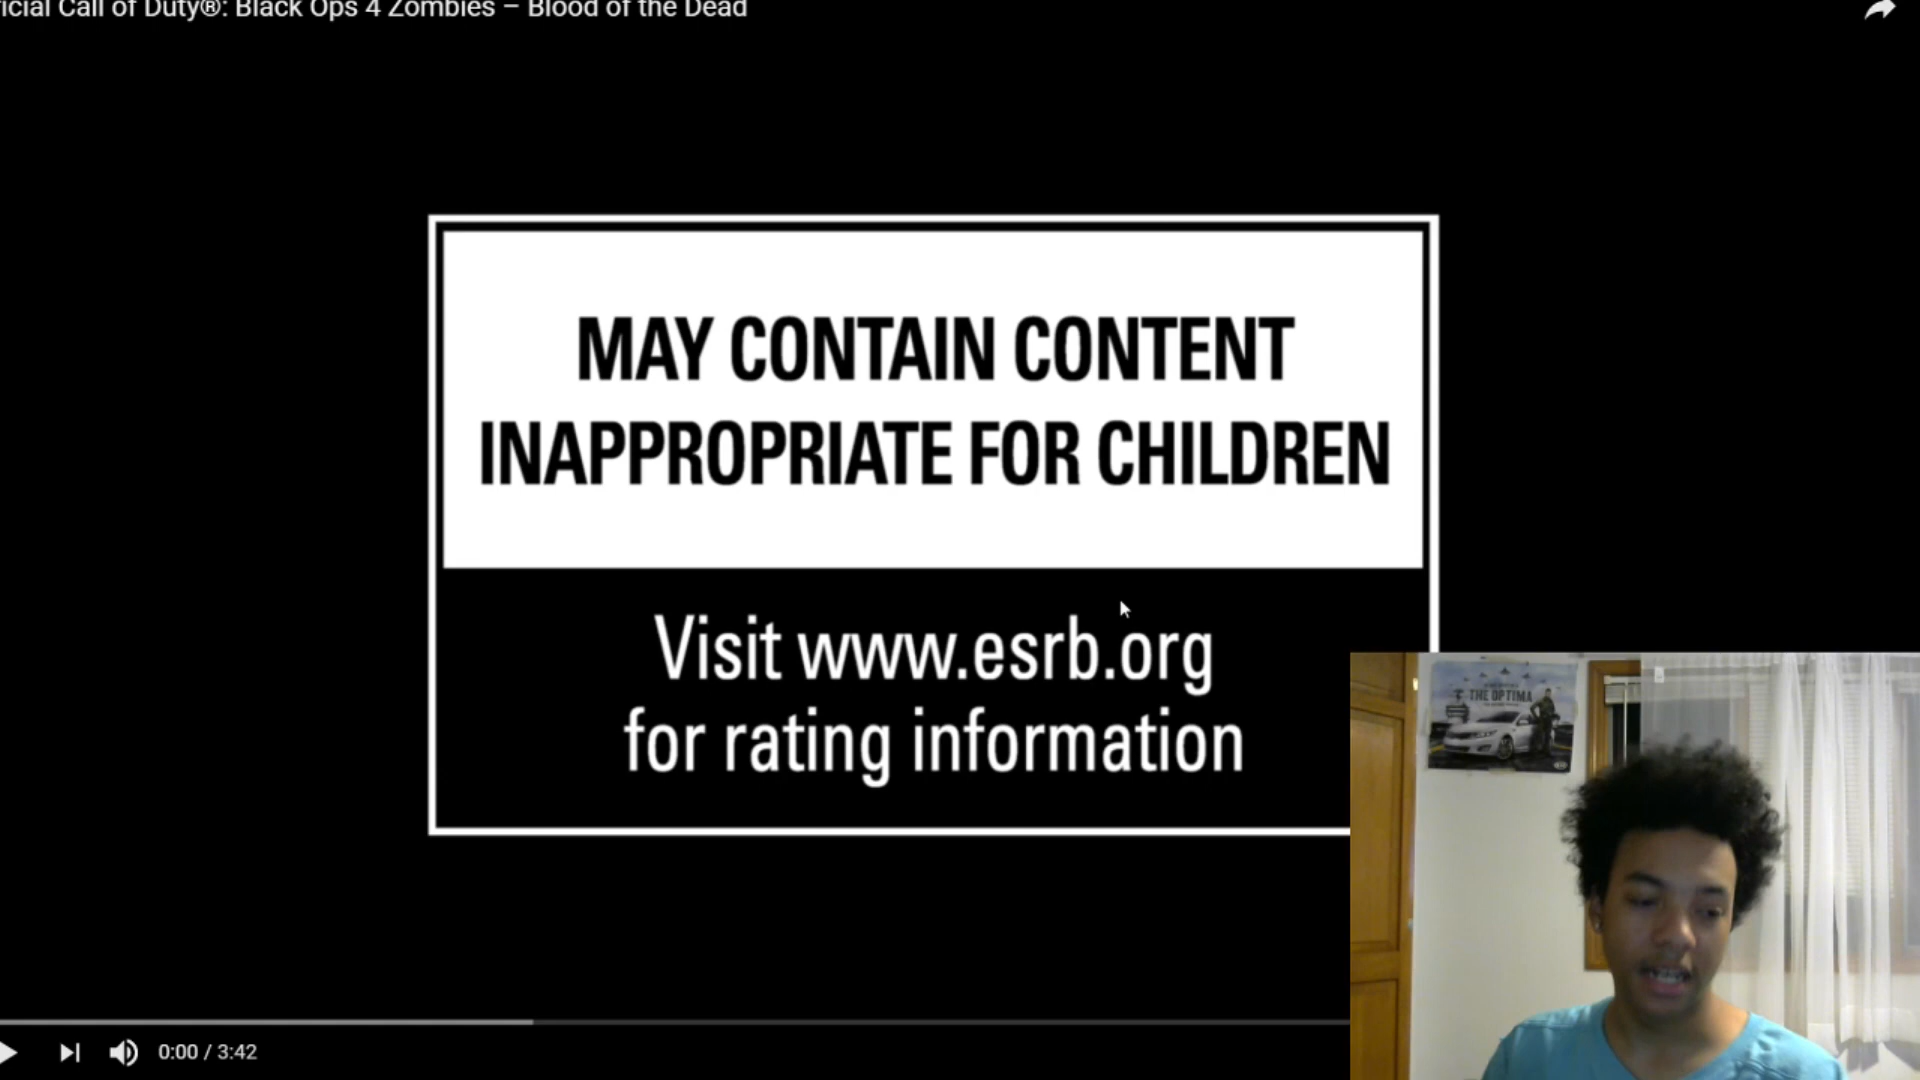 icial Call of Duty®: Black Ops 4 Zombies – Blood of the Dead
MAY CONTAIN CONTENT
INAPPROPRIATE FOR CHILDREN
Visit www.esrb.org
for rating information
THE OPTIMA
0:00 / 3:42